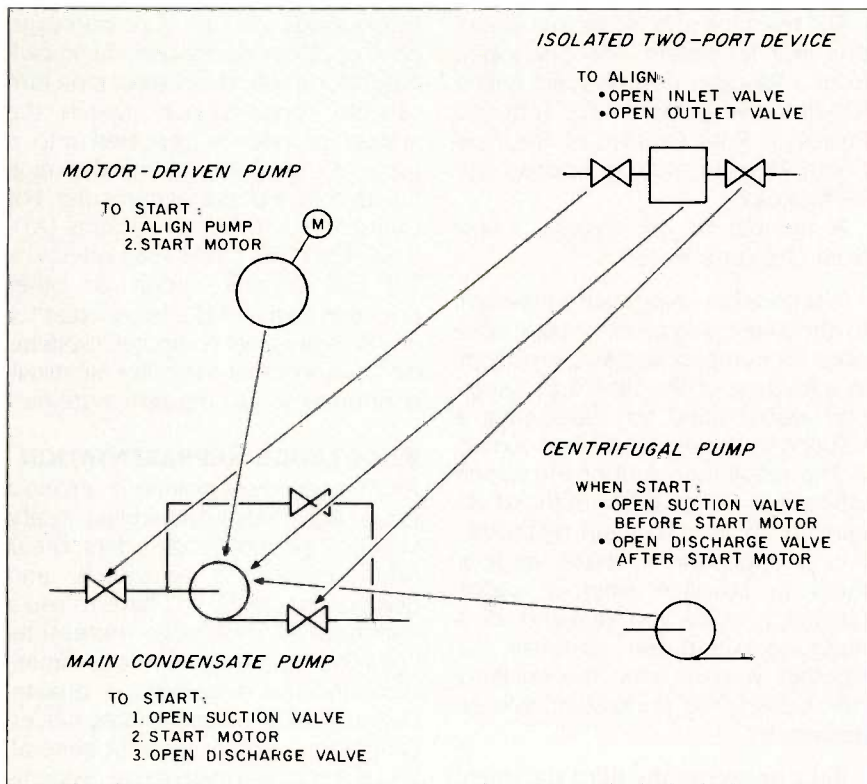 ISOLATED TWO-PORT DEVICE
TO ALIGN:
• OPEN INLET VALVE
• OPEN OUTLET VALVE
MOTOR-DRIVEN PUMP
TO START:
1. ALIGN PUMP
2. START MOTOR
M
CENTRIFUGAL PUMP
WHEN START:
• OPEN SUCTION VALVE
BEFORE START MOTOR
• OPEN DISCHARGE VALVE
AFTER START MOTOR
MAIN CONDENSATE PUMP
TO START:
1. OPEN SUCTION VALVE
2. START MOTOR
3. OPEN DISCHARGE VALVE